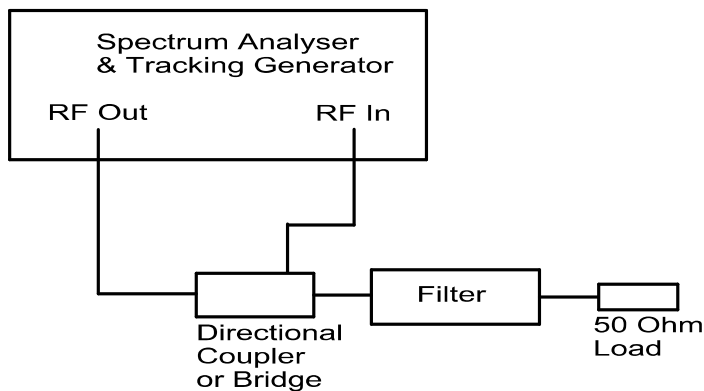 Spectrum Analyser
& Tracking Generator
RF Out
RF In
Filter
Directional
Coupler
or Bridge
50 Ohm
Load